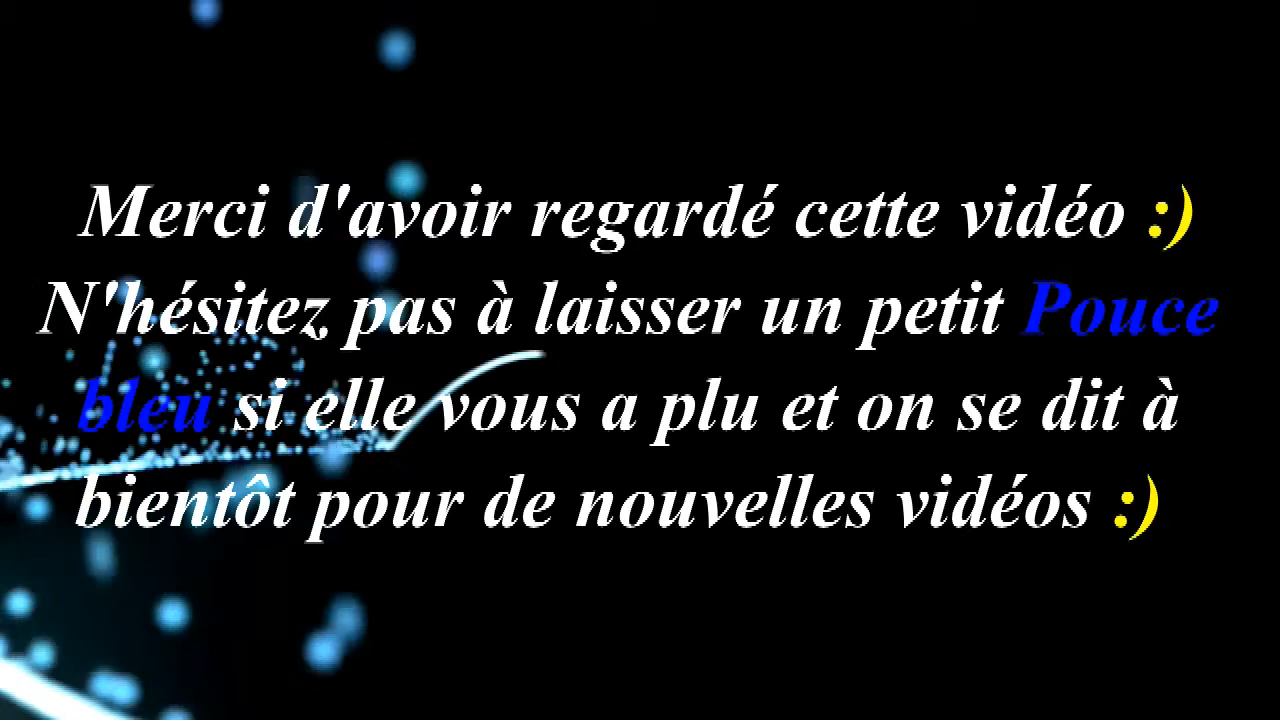 Merci d'avoir regardé cette vidéo :)
N'hésitez pas à laisser un petit Pouce
bleu si elle vous a plu et on se dit à
bientôt pour de nouvelles vidéos :)